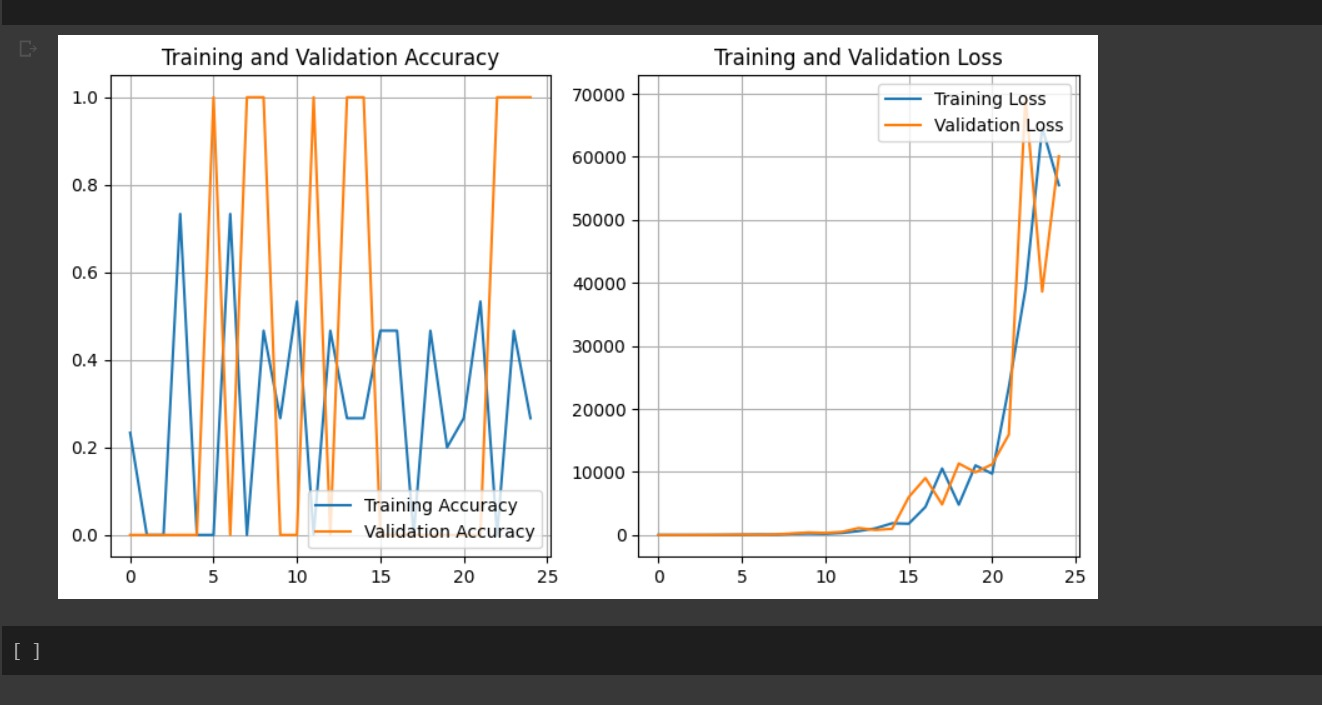 Training and Validation Accuracy
1.0
0.8
0.6
0.4
0.2
0.0
Training Accuracy
Validation Accuracy
0 5 10 15 20 25
Training and Validation Loss
70000
60000
50000
40000
30000
20000
10000
0
Training Loss
Validation Loss
0 5 10 15 20 25
[ ]